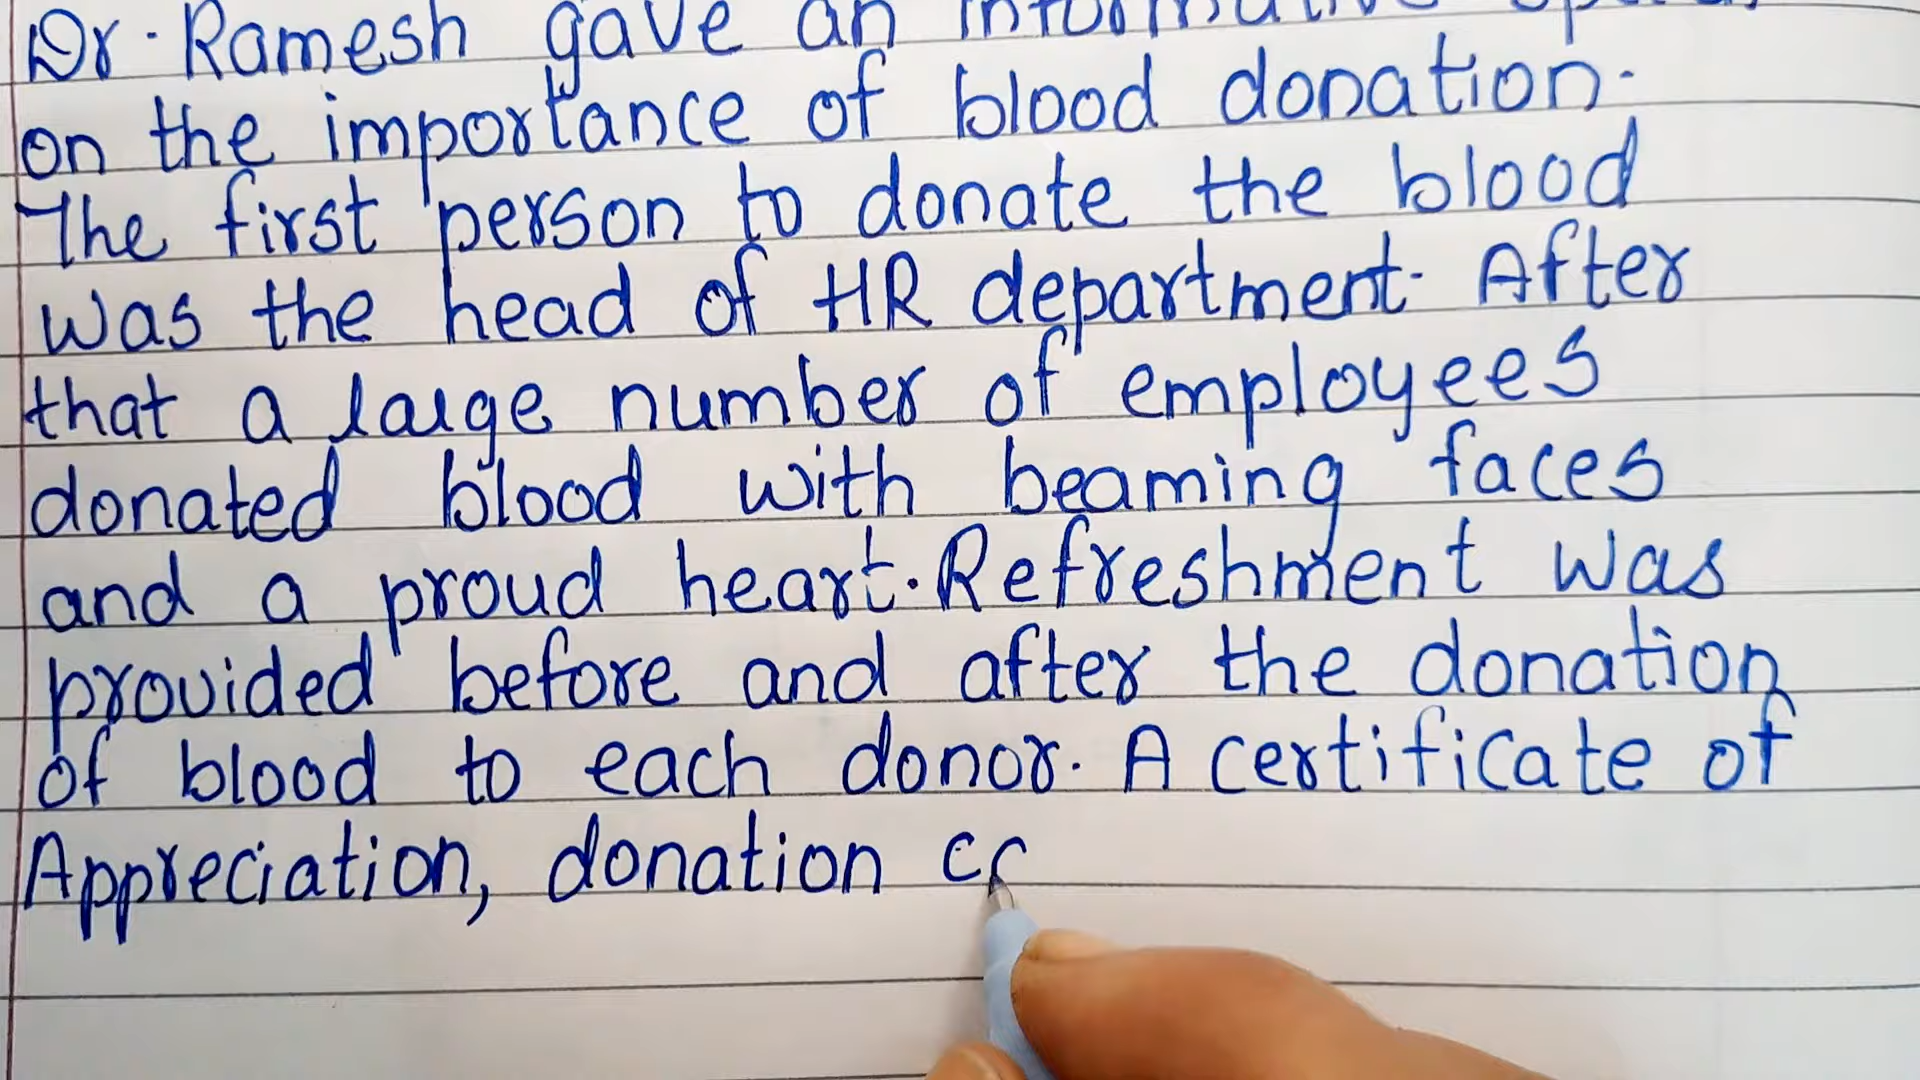 Dr. Ramesh gave an informative
on the importance of blood donation.
The first person to donate the blood
was the head of HR department. After
that a large number of employees
donated blood with beaming faces
and a proud heart. Refreshment was
provided before and after the donation
of blood to each donor. A certificate of
Appreciation, donation